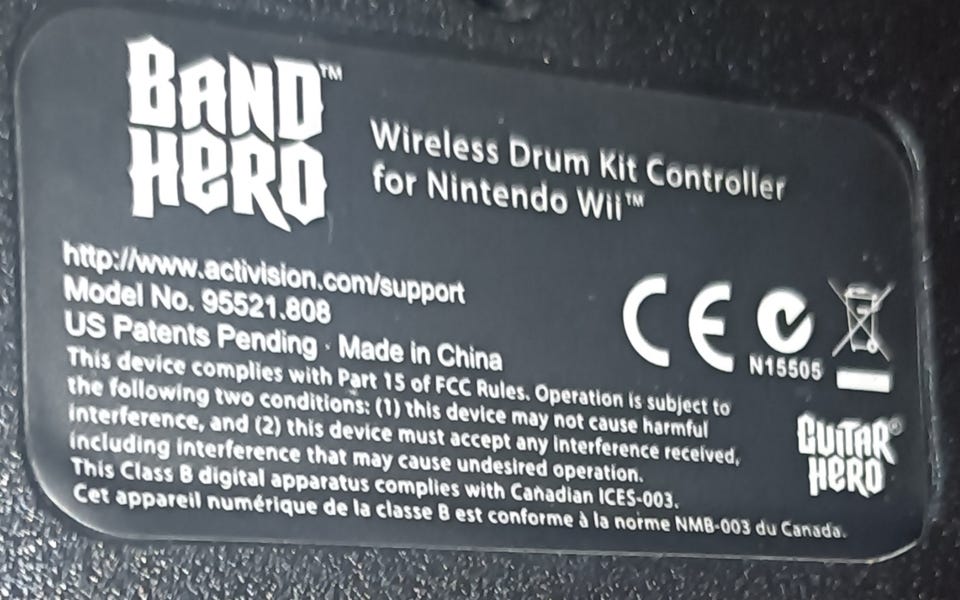 BAND™
HERO
Wireless Drum Kit Controller
for Nintendo Wii™
http://www.activision.com/support
Model No. 95521.808
US Patents Pending · Made in China
This device complies with Part 15 of FCC Rules. Operation is subject to
the following two conditions: (1) this device may not cause harmful
interference, and (2) this device must accept any interference received,
including interference that may cause undesired operation.
This Class B digital apparatus complies with Canadian ICES-003.
Cet appareil numérique de la classe B est conforme à la norme NMB-003 du Canada.
CE
N15505
GUITAR®
HERO